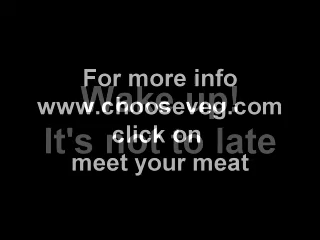 For more info
Wake up!
www.chooseveg.com
click on
It's not to late
meet your meat